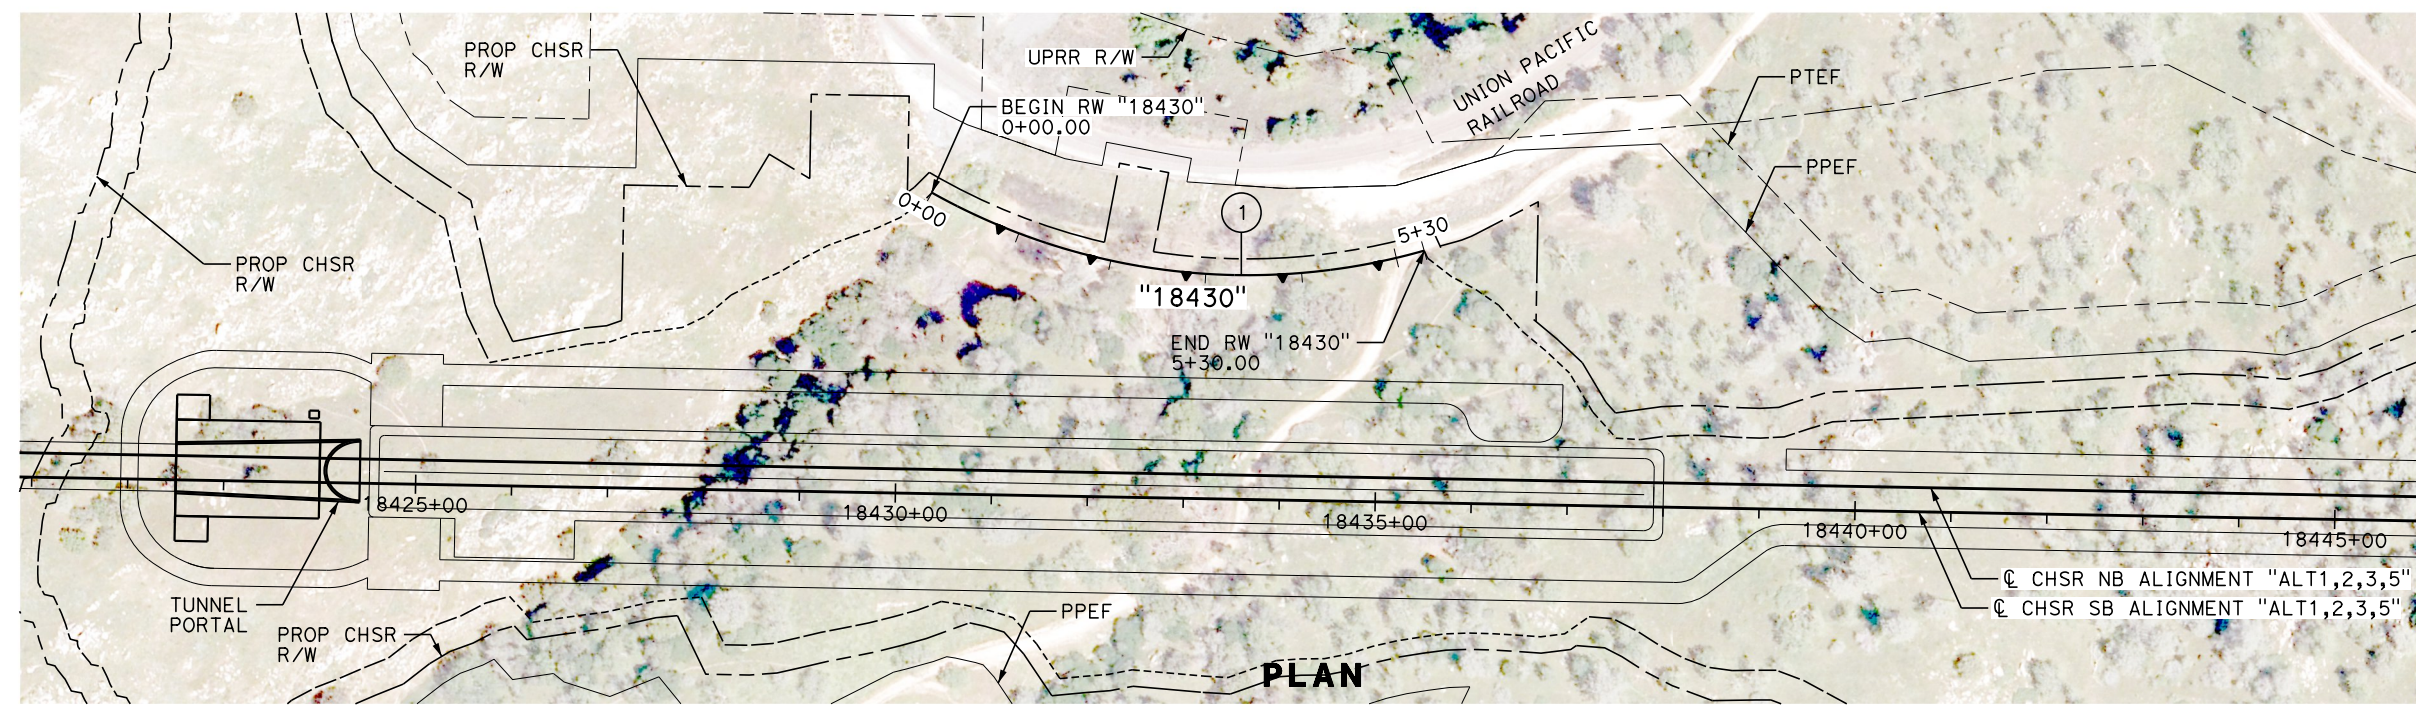 PROP CHSR
R/W
UPRR R/W
UNION PACIFIC
RAILROAD
PTEF
BEGIN RW "18430"
0+00.00
PPEF
0+00
1
5+30
PROP CHSR
R/W
"18430"
END RW "18430"
5+30.00
18425+00
18430+00
18435+00
18440+00
18445+00
℄ CHSR NB ALIGNMENT "ALT1,2,3,5"
℄ CHSR SB ALIGNMENT "ALT1,2,3,5"
TUNNEL
PORTAL
PROP CHSR
R/W
PPEF
PLAN